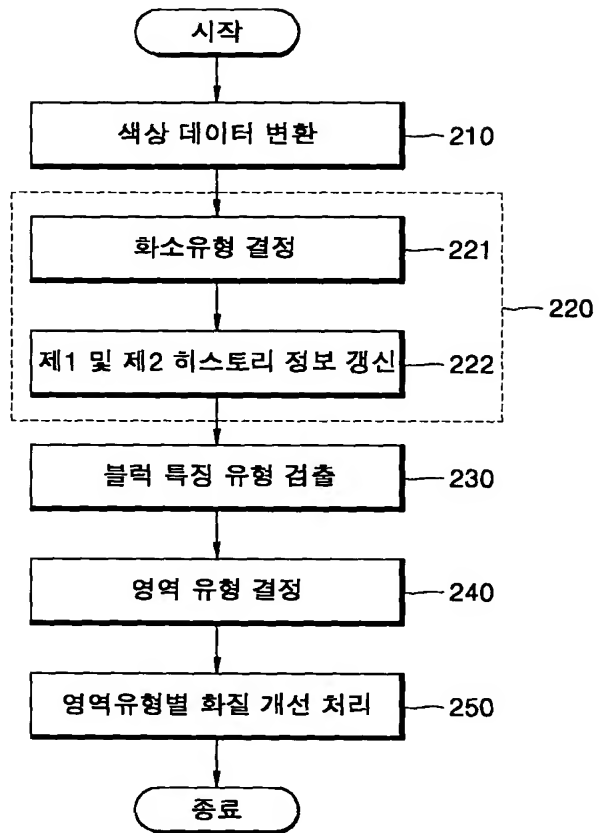 시작
색상 데이터 변환 210
화소유형 결정 221
220
제1 및 제2 히스토리 정보 갱신 222
블럭 특징 유형 검출 230
영역 유형 결정 240
영역유형별 화질 개선 처리 250
종료